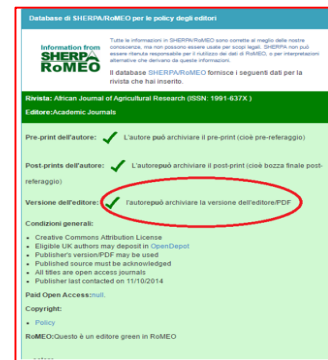 Database di SHERPA/RoMEO per le policy degli editori
Information from
SHERPA
RoMEO
Tutte le informazioni in SHERPA/RoMEO sono corrette al meglio delle nostre
conoscenze, ma non possono essere usate per scopi legali. SHERPA non può
essere ritenuta responsabile per il riutilizzo dei dati di RoMEO, o per interpretazioni
alternative che derivano da queste informazioni.
Il database SHERPA/RoMEO fornisce i seguenti dati per la
rivista che hai inserito.
Rivista: African Journal of Agricultural Research (ISSN: 1991-637X )
Editore:Academic Journals
Pre-print dell'autore: L'autore può archiviare il pre-print (cioè pre-referaggio)
Post-prints dell'autore: L'autorepuò archiviare il post-print (cioè bozza finale post-
referaggio)
Versione dell'editore: l'autorepuò archiviare la versione dell'editore/PDF
Condizioni generali:
Creative Commons Attribution License
Eligible UK authors may deposit in OpenDepot
Publisher's version/PDF may be used
Published source must be acknowledged
All titles are open access journals
Publisher last contacted on 11/10/2014
Paid Open Access:null.
Copyright:
Policy
RoMEO:Questo è un editore green in RoMEO